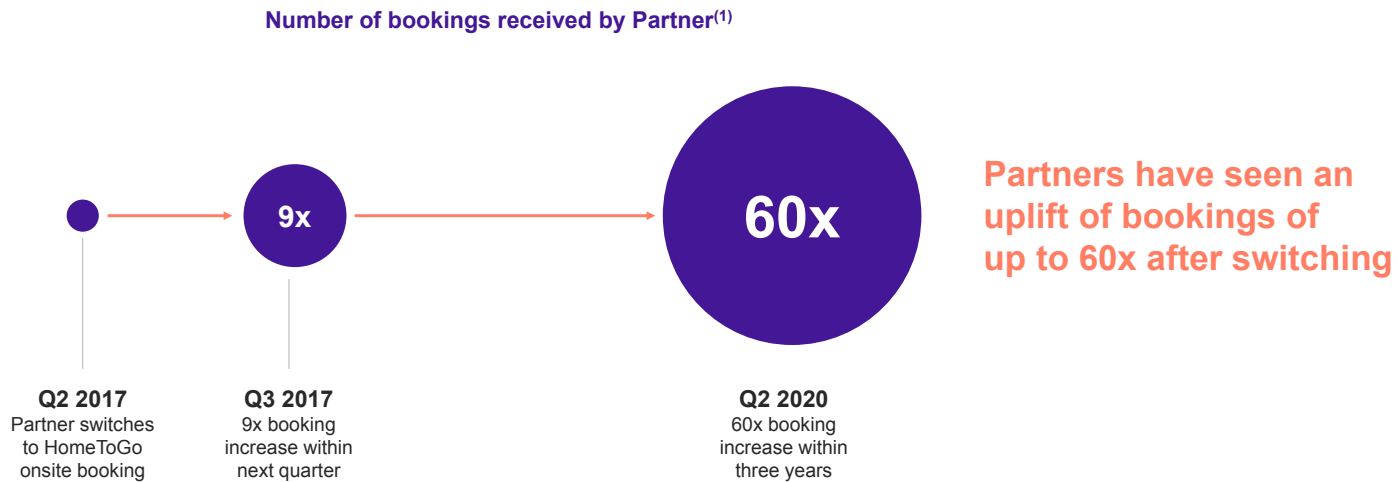 Number of bookings received by Partner(1)
9x
60x
Partners have seen an
uplift of bookings of
up to 60x after switching
Q2 2017
Partner switches
to HomeToGo
onsite booking
Q3 2017
9x booking
increase within
next quarter
Q2 2020
60x booking
increase within
three years